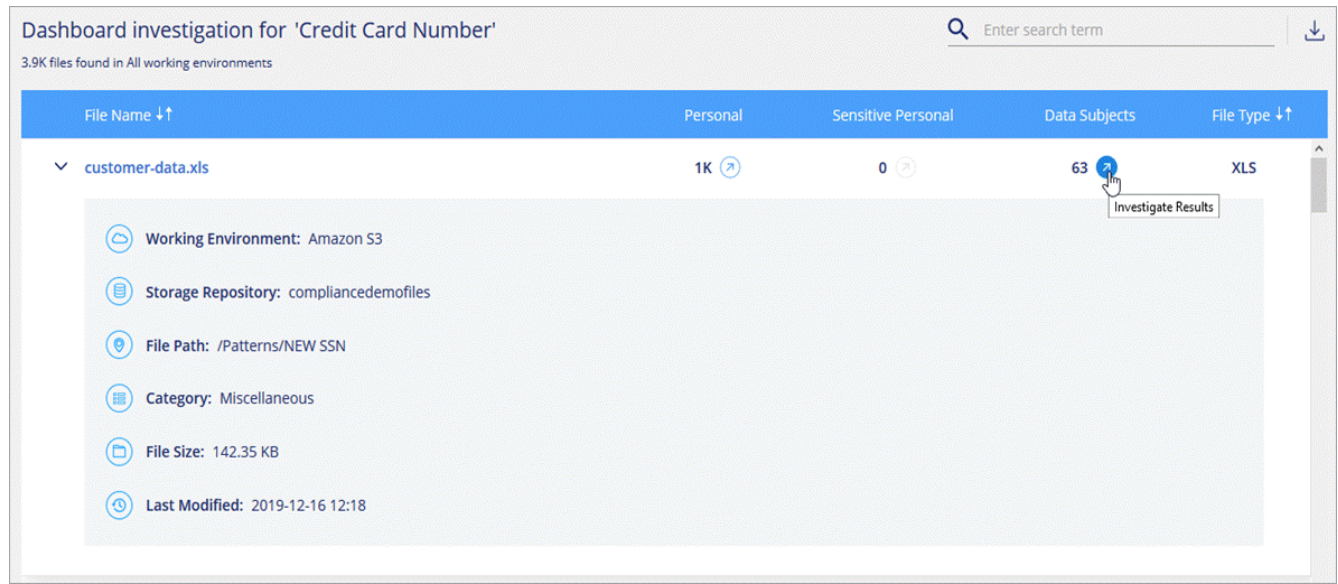 Dashboard investigation for 'Credit Card Number'
Enter search term
3.9K files found in All working environments
File Name Personal Sensitive Personal Data Subjects File Type
customer-data.xls 1K 0 63 XLS
Investigate Results
Working Environment: Amazon S3
Storage Repository: compliancedemofiles
File Path: /Patterns/NEW SSN
Category: Miscellaneous
File Size: 142.35 KB
Last Modified: 2019-12-16 12:18